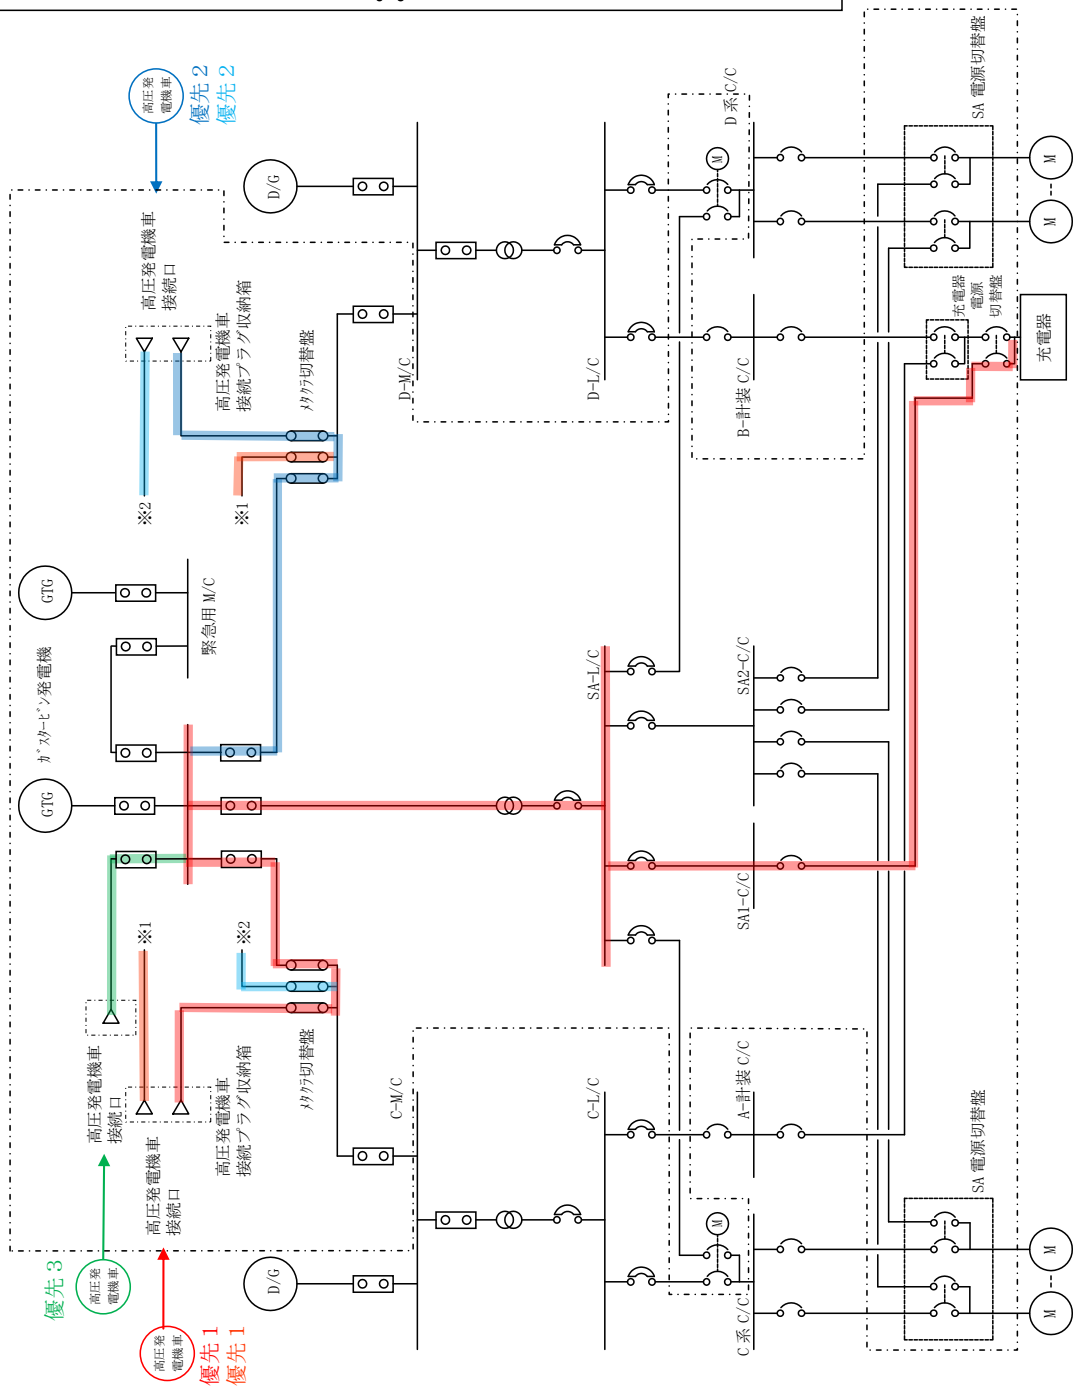 優先３
高圧発
電機車
高圧発
電機車
優先１
優先１
高圧発電機車
接続口
高圧発電機車
接続口
高圧発電機車
接続プラグ収納箱
メタクラ切替盤
※1
※2
D/G
C-M/C
C-L/C
C系C/C
M
A-計装C/C
SA電源切替盤
M
M
GTG
ガスタービン発電機
GTG
緊急用M/C
SA-L/C
SA1-C/C
SA2-C/C
高圧発
電機車
優先２
優先２
高圧発電機車
接続口
高圧発電機車
接続プラグ収納箱
メタクラ切替盤
※2
※1
D/G
D-M/C
D-L/C
D系C/C
M
B-計装C/C
SA電源切替盤
充電器
電源
切替盤
充電器
M
M